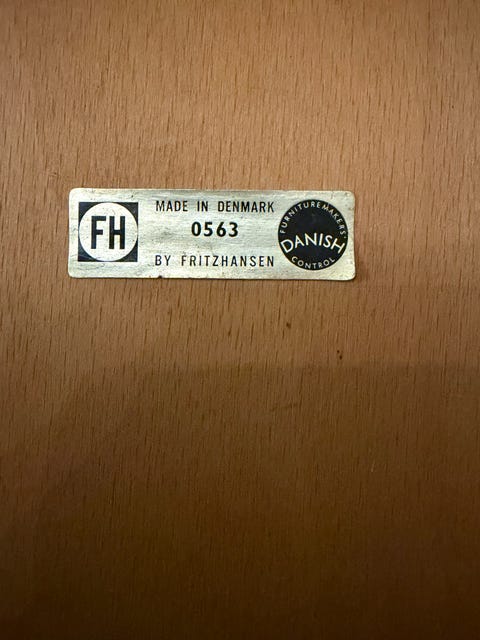 FH
MADE IN DENMARK
0563
BY FRITZHANSEN
FURNITUREMAKERS'
DANISH
CONTROL